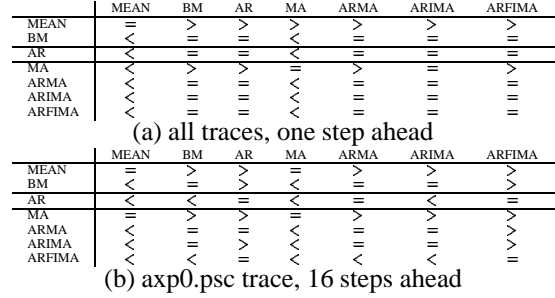 MEAN BM AR MA ARMA ARIMA ARFIMA
MEAN = > > > > > >
BM < = = < = = =
AR < = = < = = =
MA < > > = > = >
ARMA < = = < = = =
ARIMA < = = < = = =
ARFIMA < = = < = = =
(a) all traces, one step ahead
MEAN BM AR MA ARMA ARIMA ARFIMA
MEAN = > > = > > >
BM < = > < = = >
AR < < = < = < =
MA = > > = > > >
ARMA < = = < = = >
ARIMA < = > < = = >
ARFIMA < < = < < < =
(b) axp0.psc trace, 16 steps ahead